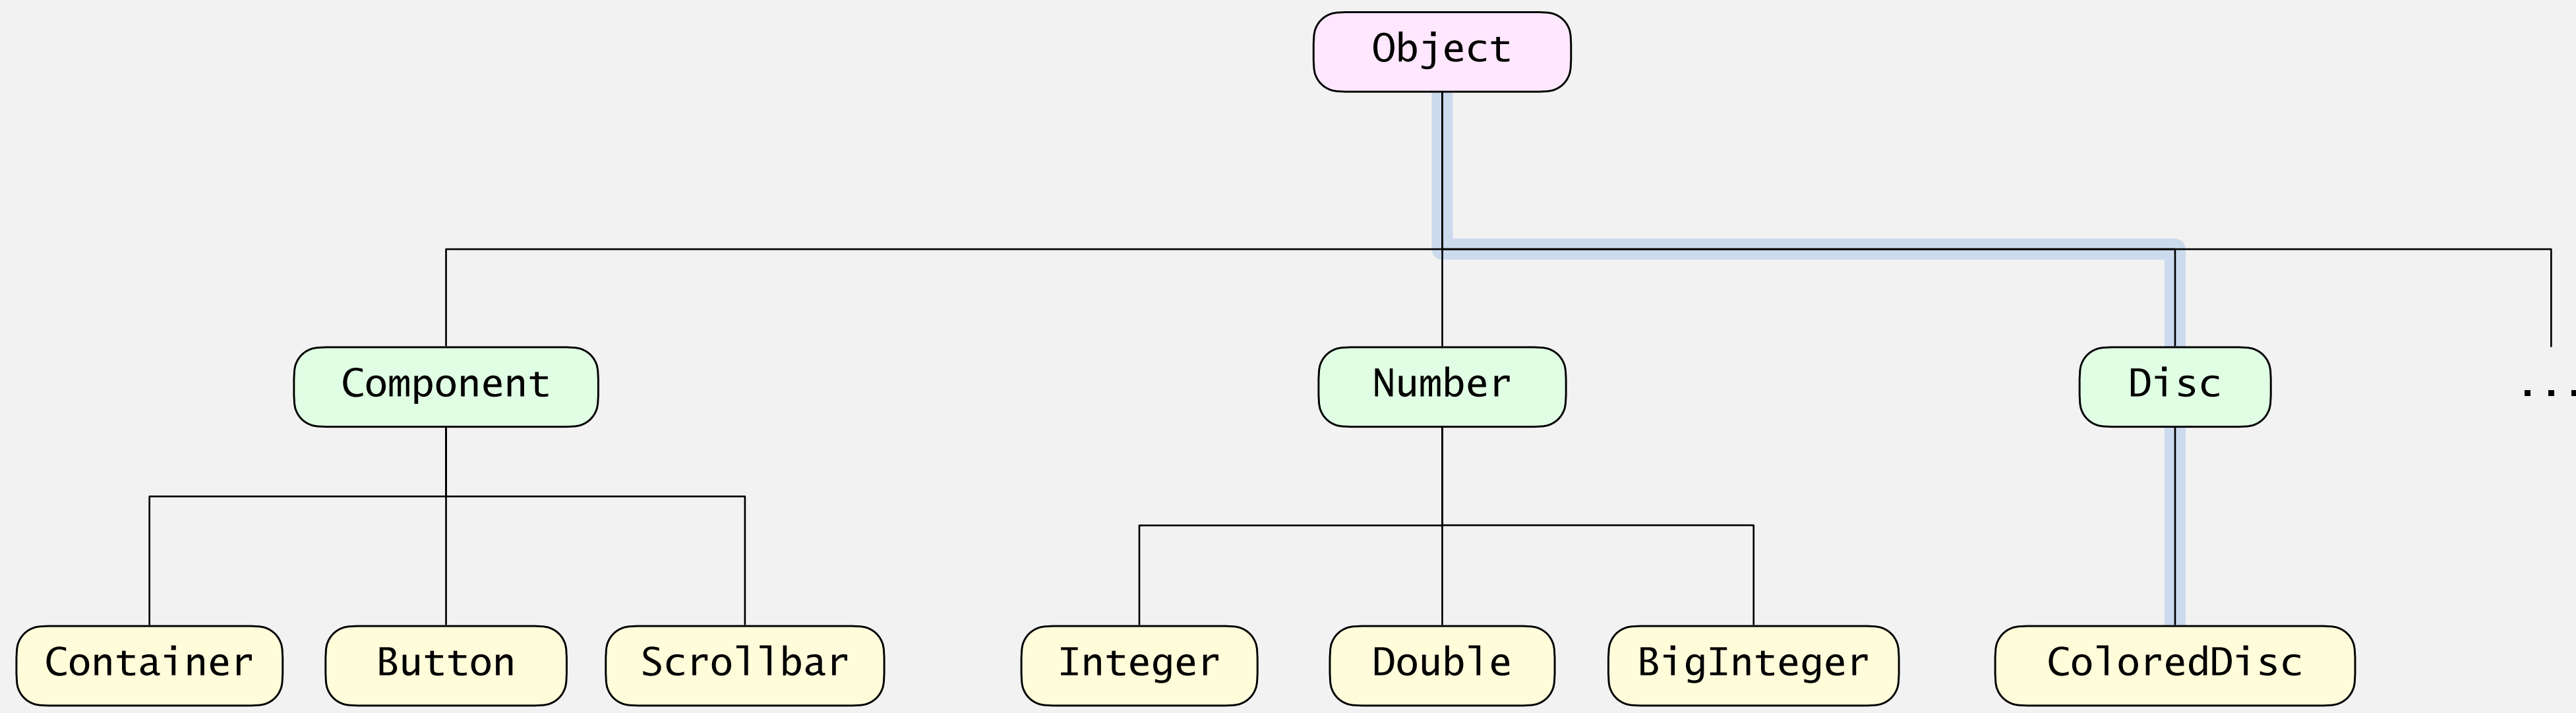 Object
Component
Number
Disc
...
Container
Button
Scrollbar
Integer
Double
BigInteger
ColoredDisc